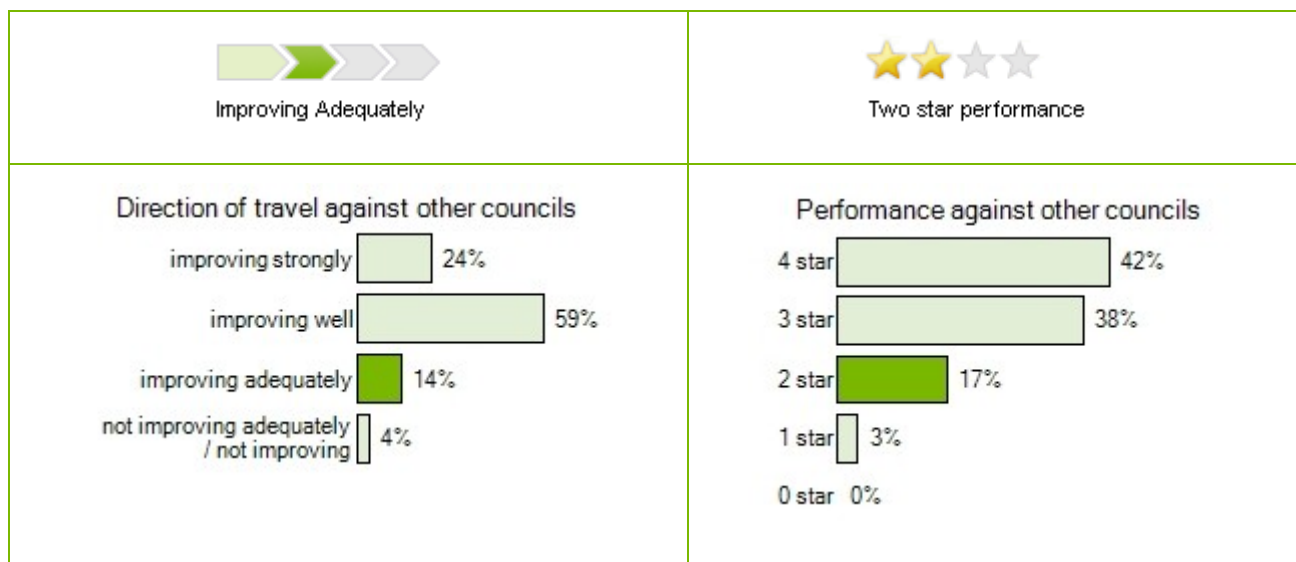 Improving Adequately
Two star performance
Direction of travel against other councils
improving strongly 24%
improving well 59%
improving adequately 14%
not improving adequately
/ not improving 4%
Performance against other councils
4 star 42%
3 star 38%
2 star 17%
1 star 3%
0 star 0%